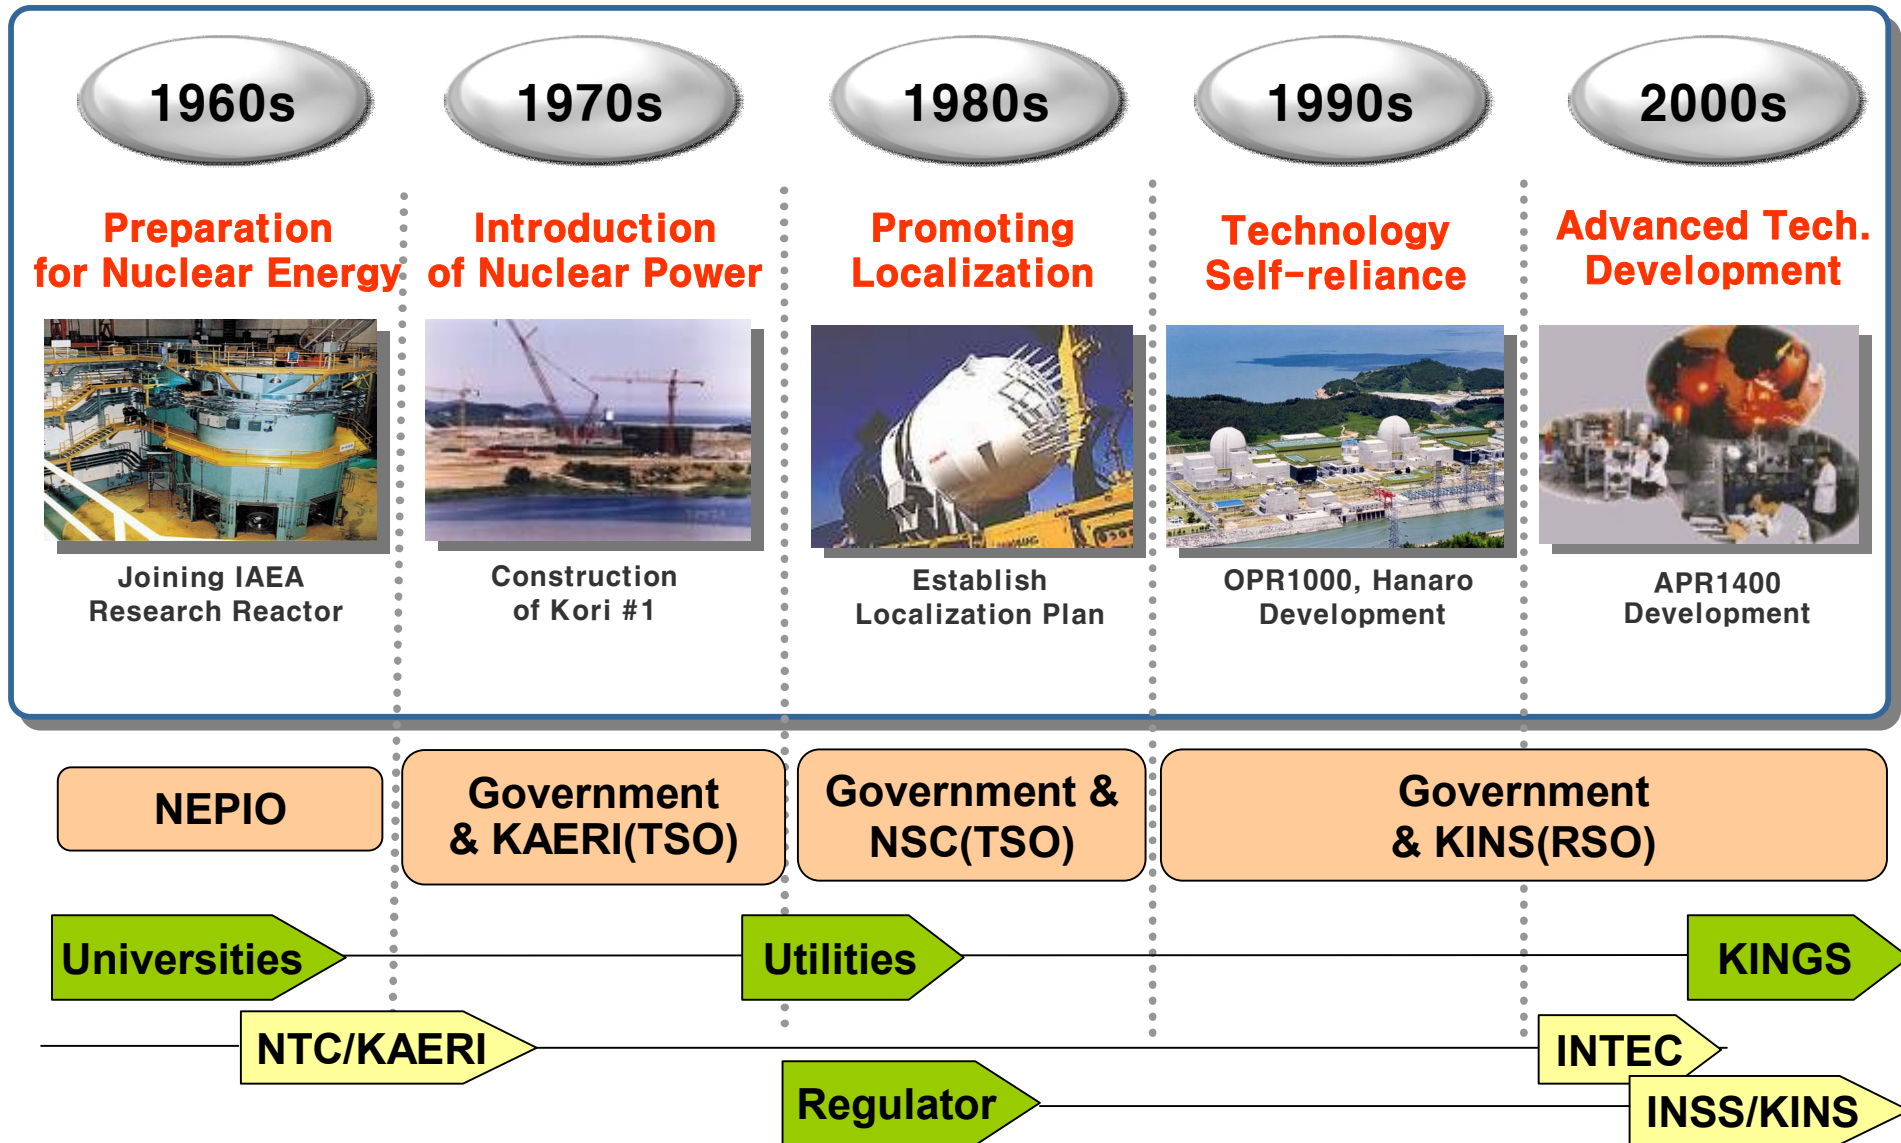 1960s
1970s
1980s
1990s
2000s
Preparation
for Nuclear Energy
Introduction
of Nuclear Power
Promoting
Localization
Technology
Self-reliance
Advanced Tech.
Development
Joining IAEA
Research Reactor
Construction
of Kori #1
Establish
Localization Plan
OPR1000, Hanaro
Development
APR1400
Development
NEPIO
Government
& KAERI(TSO)
Government &
NSC(TSO)
Government
& KINS(RSO)
Universities
Utilities
KINGS
NTC/KAERI
INTEC
Regulator
INSS/KINS